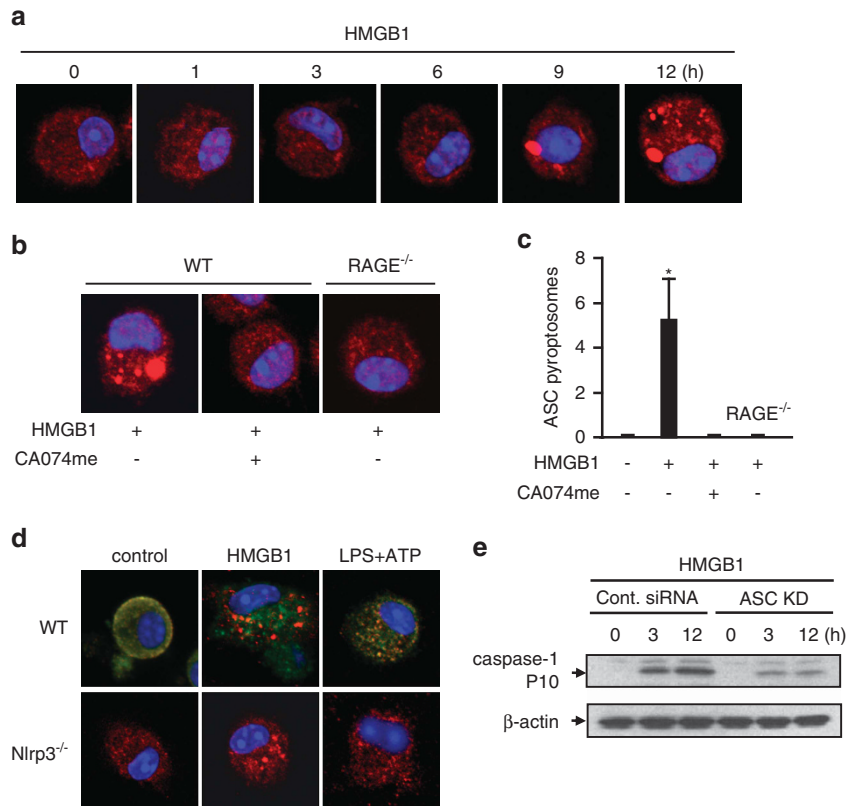 a
HMGB1
0 1 3 6 9 12 (h)
b
WT RAGE-/-
HMGB1 + + +
CA074me - + -
c
ASC pyroptosomes
8
6
4
2
0
*
RAGE-/-
HMGB1 - + + +
CA074me - - + -
d
control HMGB1 LPS+ATP
WT
Nlrp3-/-
e
HMGB1
Cont. siRNA ASC KD
0 3 12 0 3 12 (h)
caspase-1
P10
β-actin